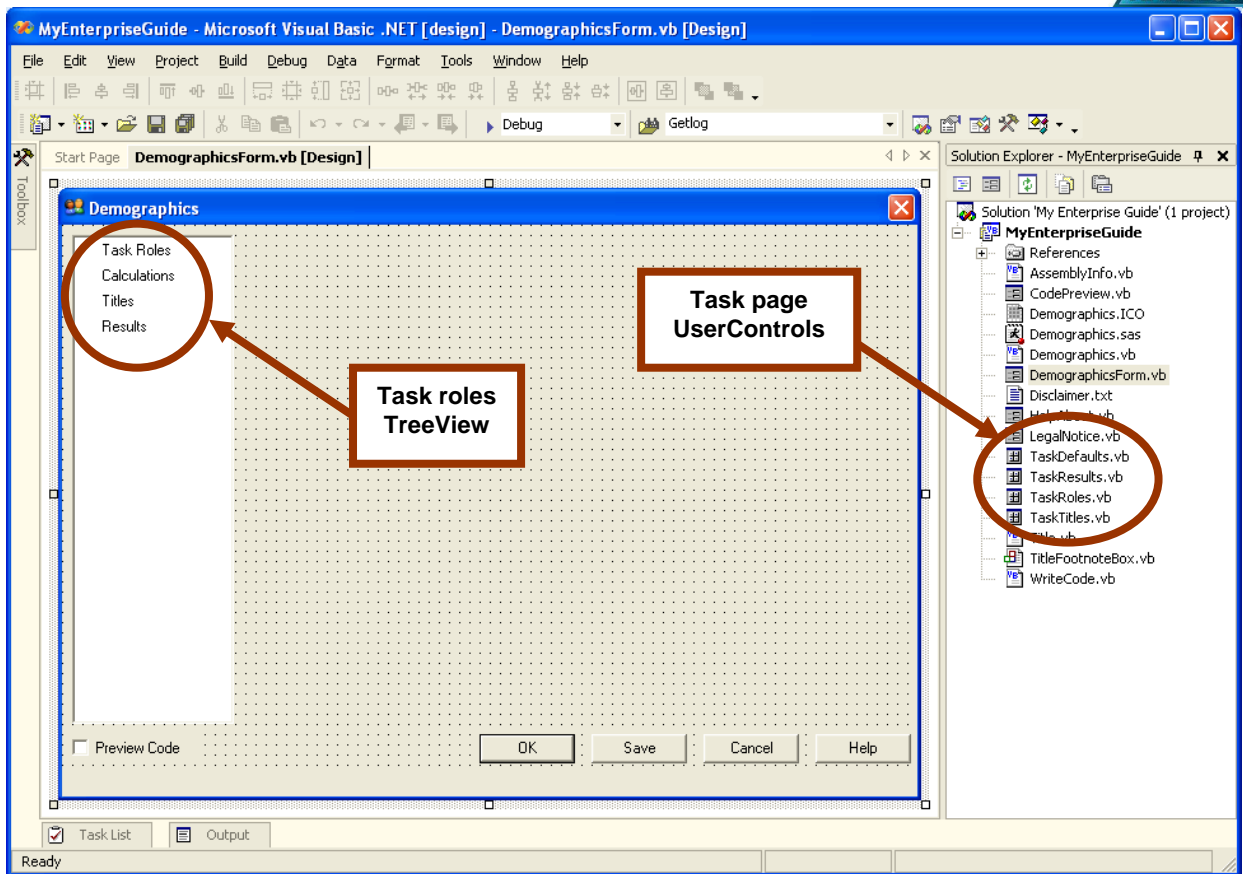 MyEnterpriseGuide - Microsoft Visual Basic .NET [design] - DemographicsForm.vb [Design]
File Edit View Project Build Debug Data Format Tools Window Help
Debug Getlog
Start Page DemographicsForm.vb [Design]
Toolbox
Demographics
Task Roles
Calculations
Titles
Results
Task roles
TreeView
Task page
UserControls
Preview Code
OK Save Cancel Help
Solution Explorer - MyEnterpriseGuide
Solution 'My Enterprise Guide' (1 project)
MyEnterpriseGuide
References
AssemblyInfo.vb
CodePreview.vb
Demographics.ICO
Demographics.sas
Demographics.vb
DemographicsForm.vb
Disclaimer.txt
HelpAbout.vb
LegalNotice.vb
TaskDefaults.vb
TaskResults.vb
TaskRoles.vb
TaskTitles.vb
Title.vb
TitleFootnoteBox.vb
WriteCode.vb
Task List Output
Ready